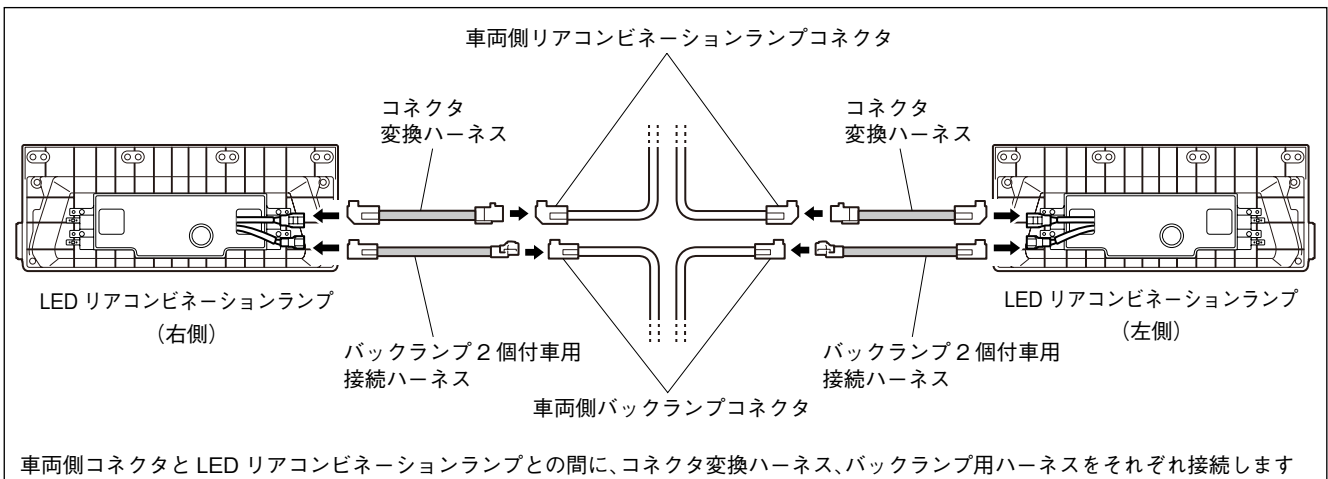 車両側リアコンビネーションランプコネクタ
コネクタ
変換ハーネス
コネクタ
変換ハーネス
LED リアコンビネーションランプ
（右側）
LED リアコンビネーションランプ
（左側）
バックランプ 2 個付車用
接続ハーネス
バックランプ 2 個付車用
接続ハーネス
車両側バックランプコネクタ
車両側コネクタと LED リアコンビネーションランプとの間に、コネクタ変換ハーネス、バックランプ用ハーネスをそれぞれ接続します